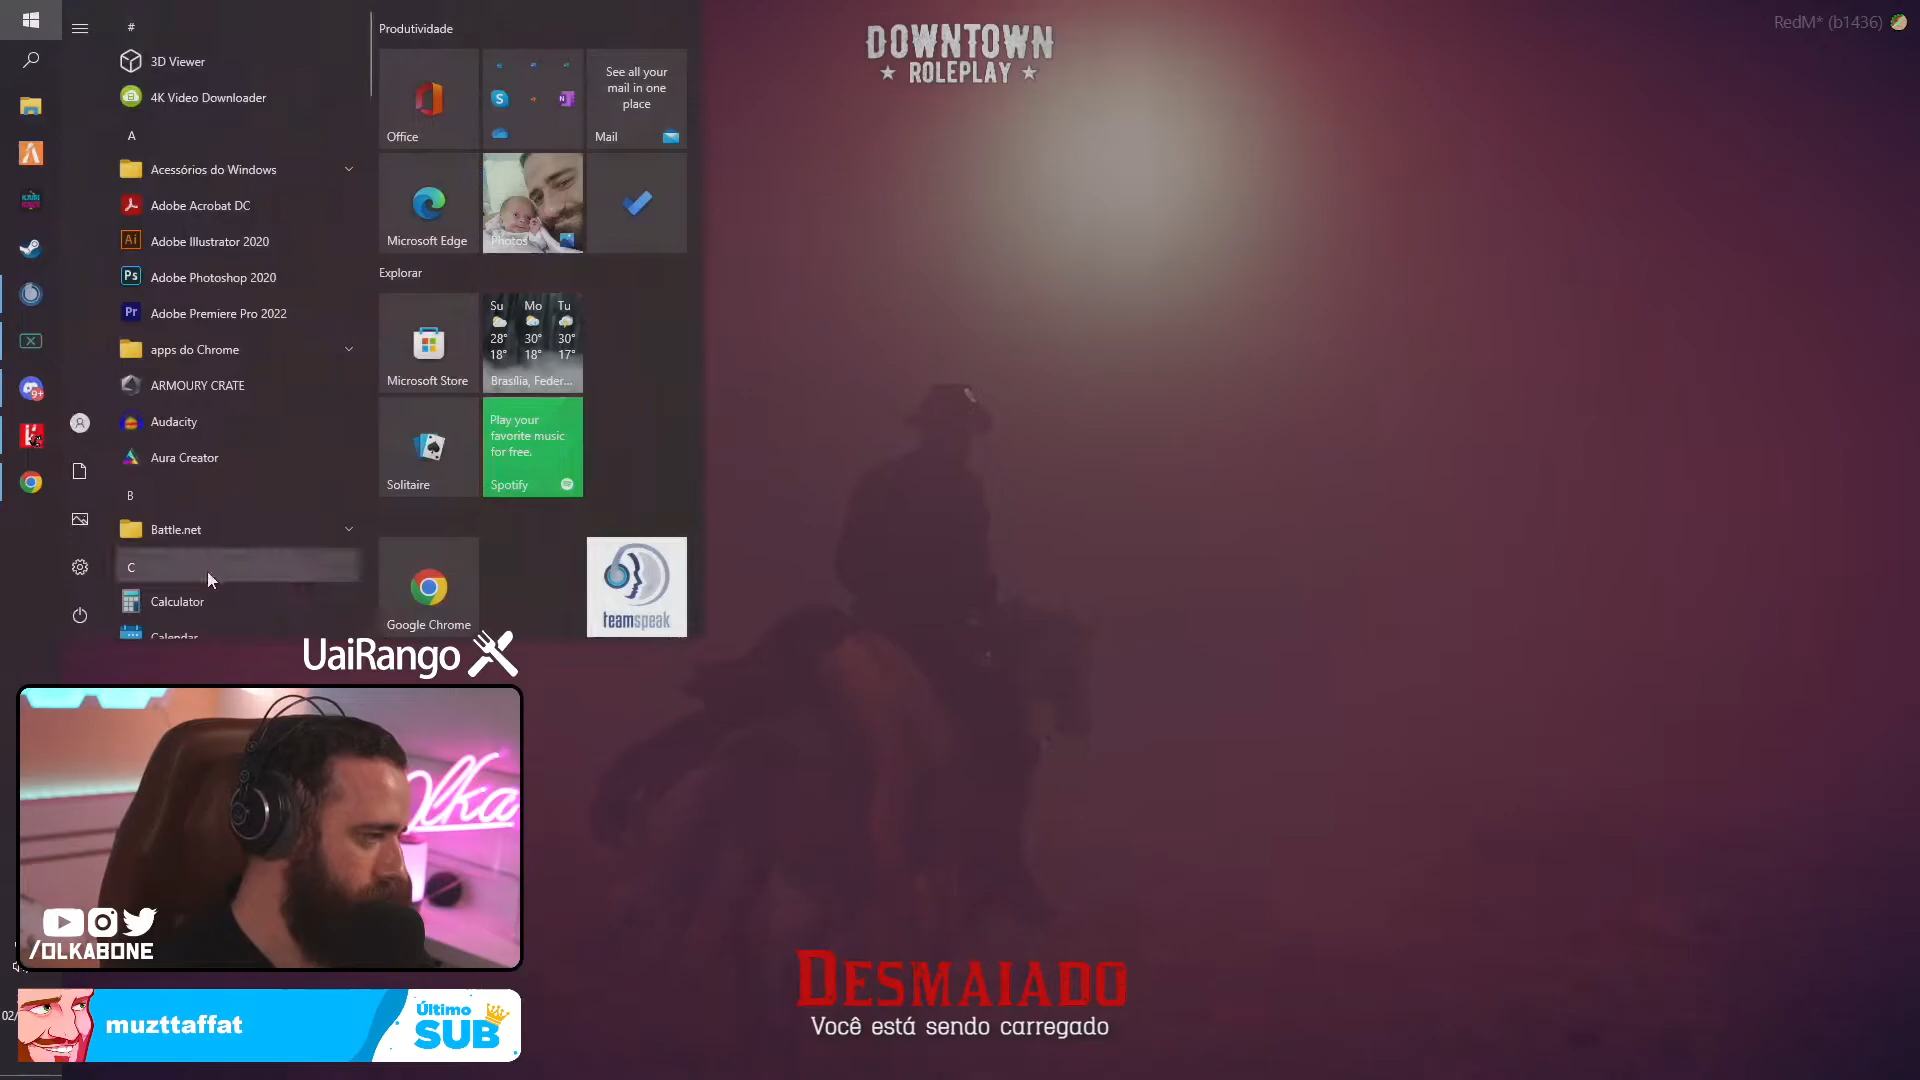 #
3D Viewer
4K Video Downloader
A
Acessórios do Windows
Adobe Acrobat DC
Adobe Illustrator 2020
Adobe Photoshop 2020
Adobe Premiere Pro 2022
apps do Chrome
ARMOURY CRATE
Audacity
Aura Creator
B
Battle.net
C
Calculator
Calendar
Produtividade
Office
See all your
mail in one
place
Mail
Microsoft Edge
Photos
Explorar
Microsoft Store
Su Mo Tu
28° 30° 30°
18° 18° 17°
Brasília, Feder...
Solitaire
Play your
favorite music
for free.
Spotify
Google Chrome
teamspeak
DOWNTOWN
ROLEPLAY
RedM* (b1436)
UaiRango
Olka
/OLKABONE
02/
muzttaffat
Último
SUB
DESMAIADO
Você está sendo carregado